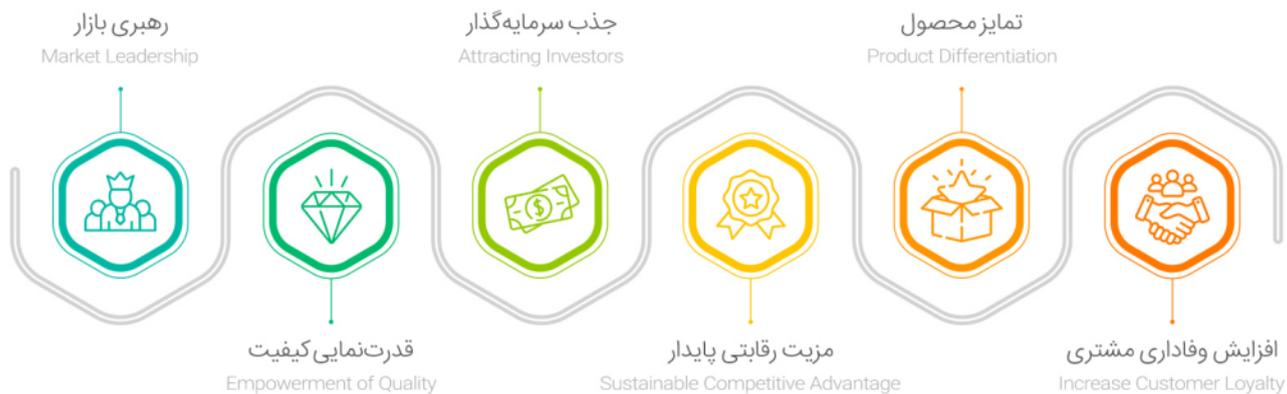 رهبری بازار
Market Leadership
جذب سرمایه‌گذار
Attracting Investors
تمایز محصول
Product Differentiation
قدرت‌نمایی کیفیت
Empowerment of Quality
مزیت رقابتی پایدار
Sustainable Competitive Advantage
افزایش وفاداری مشتری
Increase Customer Loyalty